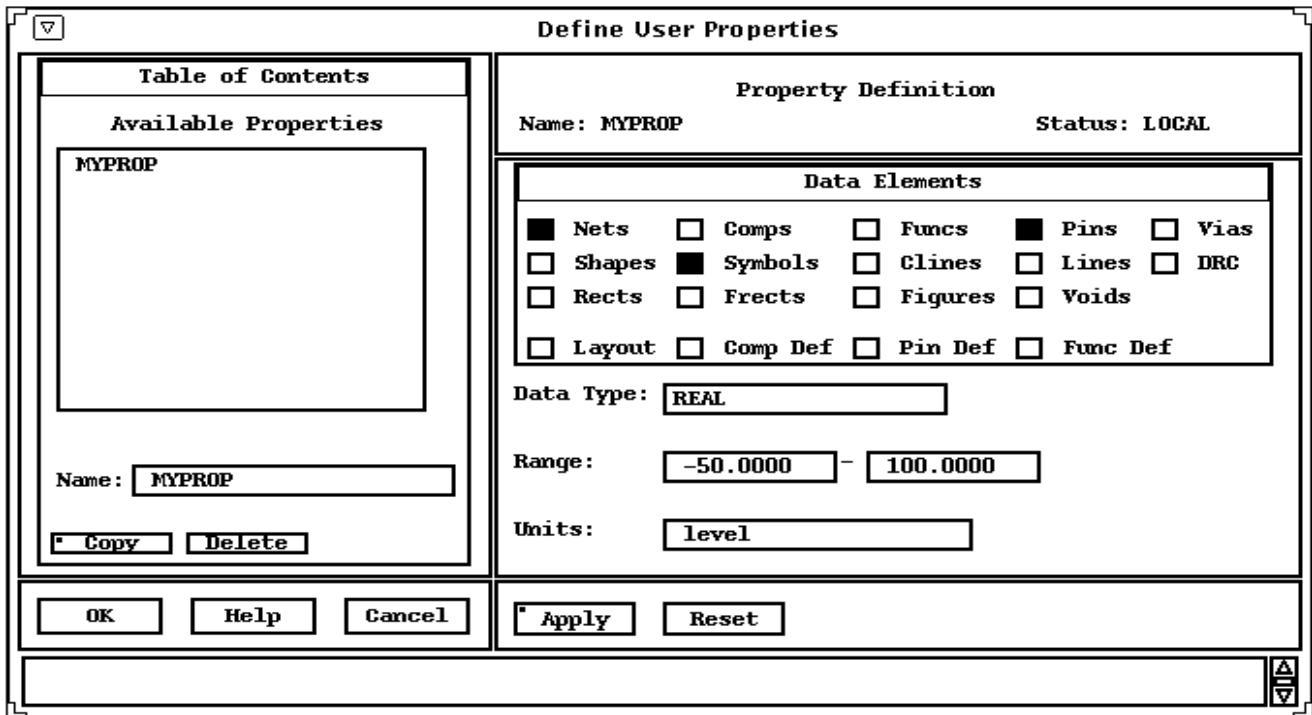 Define User Properties
Table of Contents
Available Properties
MYPROP
Name: MYPROP
Copy Delete
OK Help Cancel
Property Definition
Name: MYPROP Status: LOCAL
Data Elements
Nets Comps Funcs Pins Vias
Shapes Symbols Clines Lines DRC
Rects Frects Figures Voids
Layout Comp Def Pin Def Func Def
Data Type: REAL
Range: -50.0000 - 100.0000
Units: level
Apply Reset